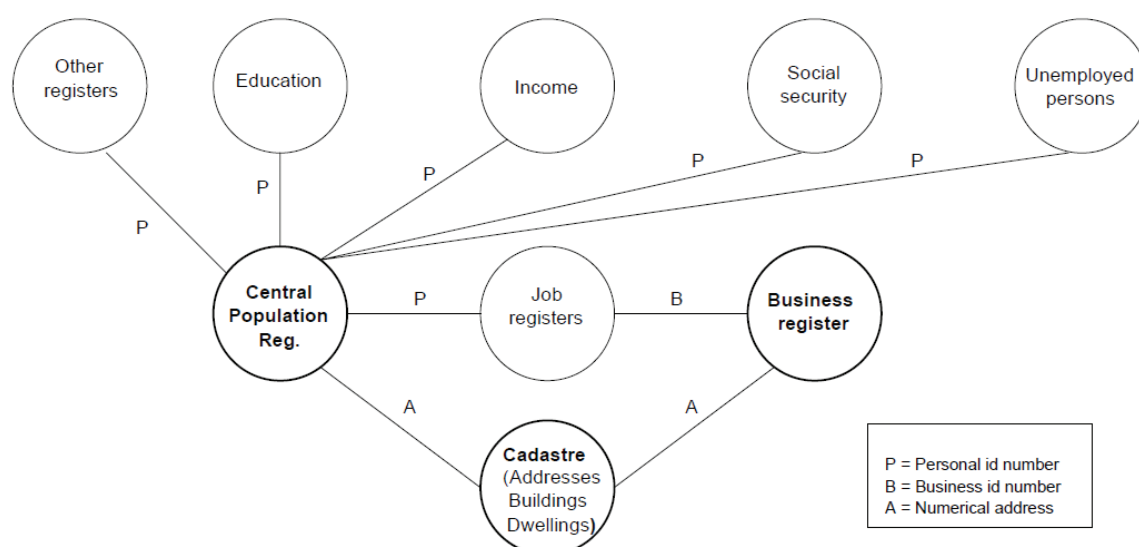 Other
registers
Education
Income
Social
security
Unemployed
persons
P
P
P
P
P
Central
Population
Reg.
P
Job
registers
B
Business
register
A
A
Cadastre
(Addresses
Buildings
Dwellings)
P = Personal id number
B = Business id number
A = Numerical address